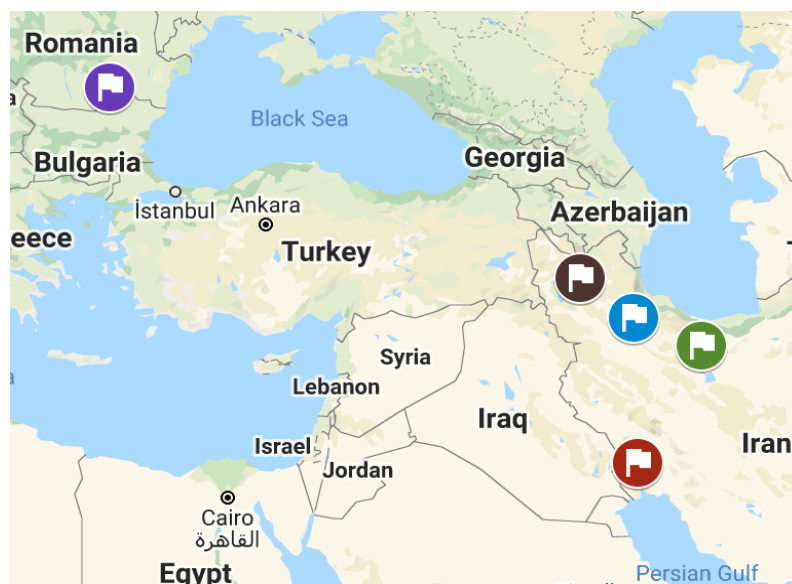 Romania
Black Sea
Georgia
Bulgaria
İstanbul
Ankara
Azerbaijan
eece
Turkey
Syria
Lebanon
Iraq
Israel
Iran
Jordan
Cairo
القاهرة
Egypt
Persian Gulf